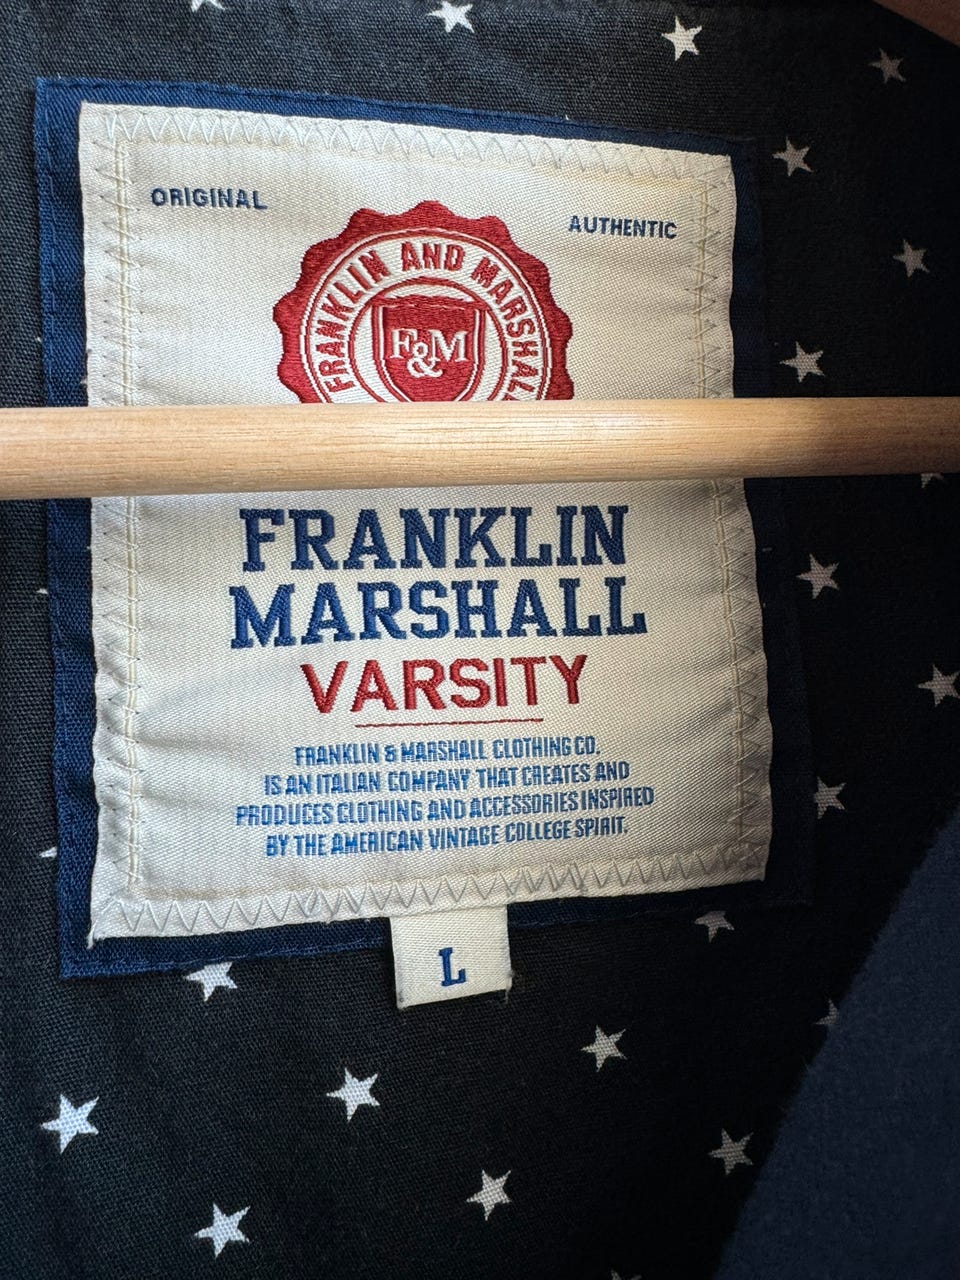 ORIGINAL
AUTHENTIC
FRANKLIN AND MARSHALL
F&M
FRANKLIN
MARSHALL
VARSITY
FRANKLIN & MARSHALL CLOTHING CO.
IS AN ITALIAN COMPANY THAT CREATES AND
PRODUCES CLOTHING AND ACCESSORIES INSPIRED
BY THE AMERICAN VINTAGE COLLEGE SPIRIT.
L